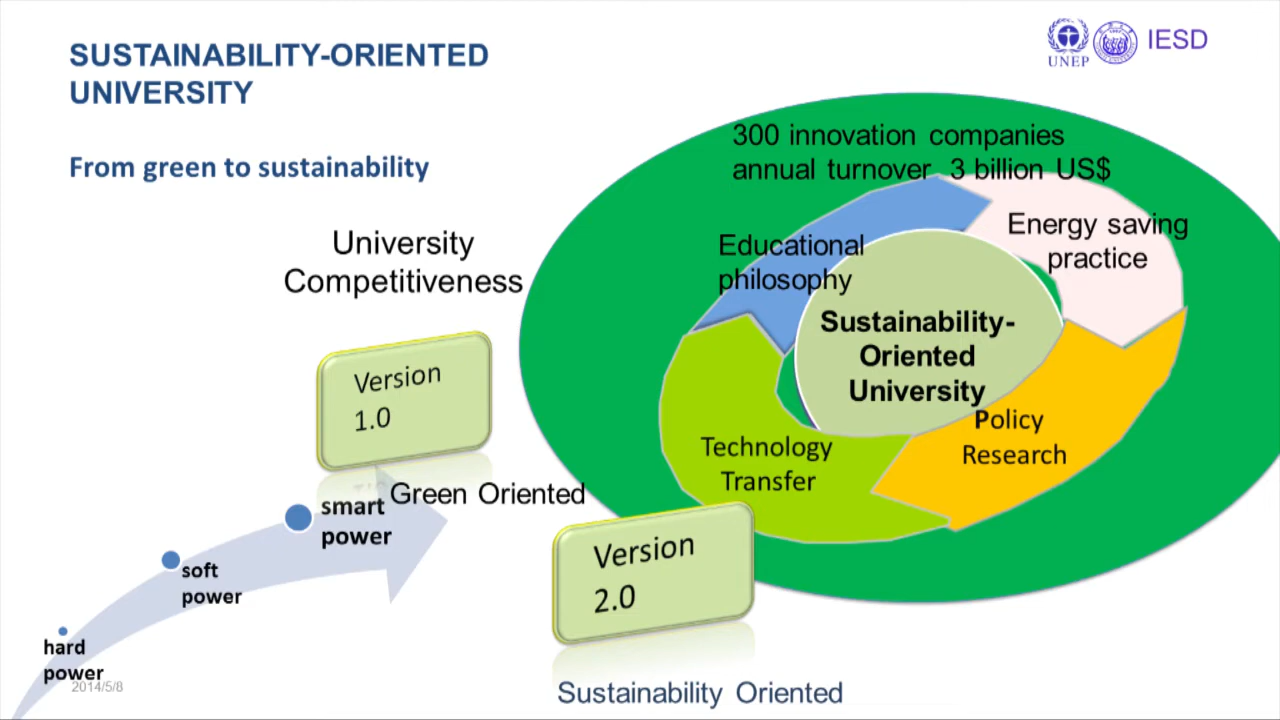 SUSTAINABILITY-ORIENTED
UNIVERSITY
UNEP
IESD
From green to sustainability
300 innovation companies
annual turnover 3 billion US$
University
Competitiveness
Educational
philosophy
Energy saving
practice
Sustainability-
Oriented
University
Version
1.0
Policy
Research
Technology
Transfer
Green Oriented
smart
power
Version
2.0
soft
power
hard
power
2014/5/8
Sustainability Oriented